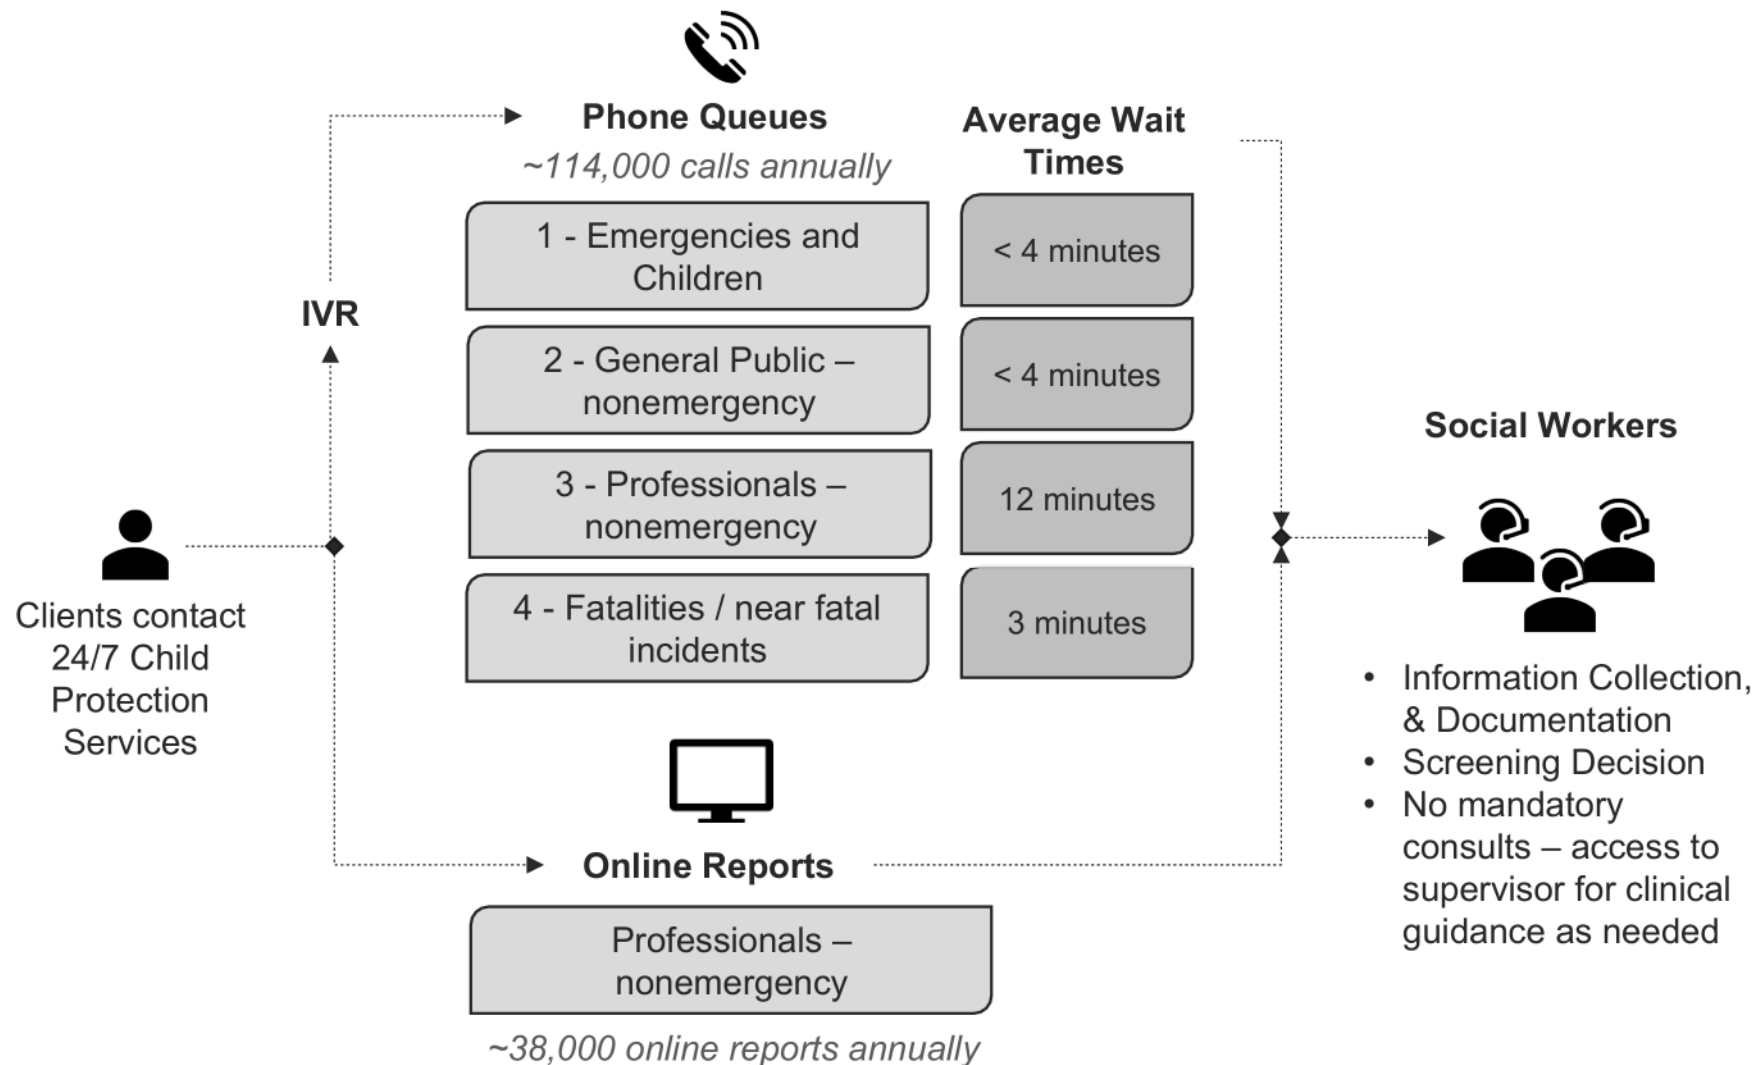 Phone Queues
~114,000 calls annually
Average Wait
Times
1 - Emergencies and
Children
< 4 minutes
IVR
2 - General Public –
nonemergency
< 4 minutes
3 - Professionals –
nonemergency
12 minutes
4 - Fatalities / near fatal
incidents
3 minutes
Clients contact
24/7 Child
Protection
Services
Online Reports
Professionals –
nonemergency
~38,000 online reports annually
Social Workers
• Information Collection,
& Documentation
• Screening Decision
• No mandatory
consults – access to
supervisor for clinical
guidance as needed